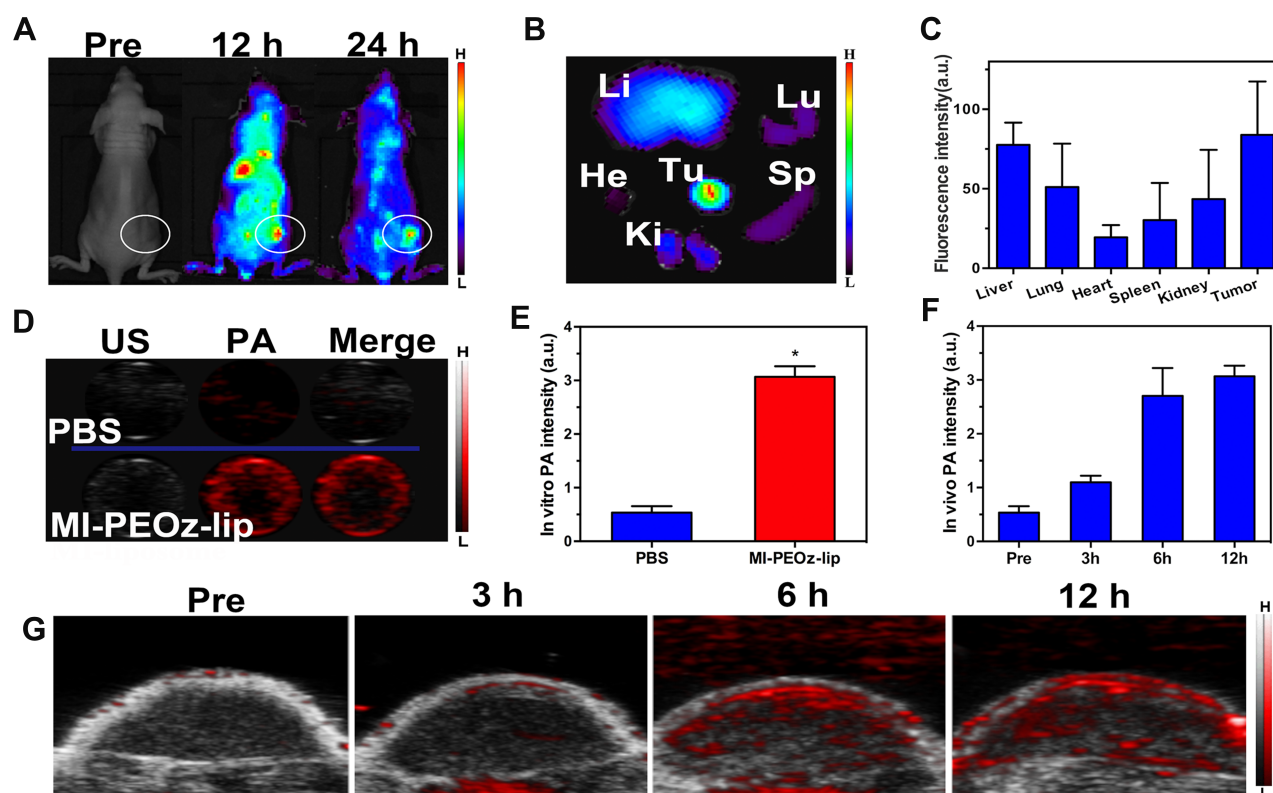 A
Pre 12 h 24 h
H
L
B
H
Li
Lu
He
Tu
Sp
Ki
L
C
Fluorescence intensity(a.u.)
100
50
0
Liver Lung Heart Spleen Kidney Tumor
D
US PA Merge
H
PBS
MI-PEOz-lip
L
E
In vitro PA intensity (a.u.)
4
3
2
1
0
*
PBS MI-PEOz-lip
F
In vivo PA intensity (a.u.)
4
3
2
1
0
Pre 3h 6h 12h
G
Pre 3 h 6 h 12 h
H
L